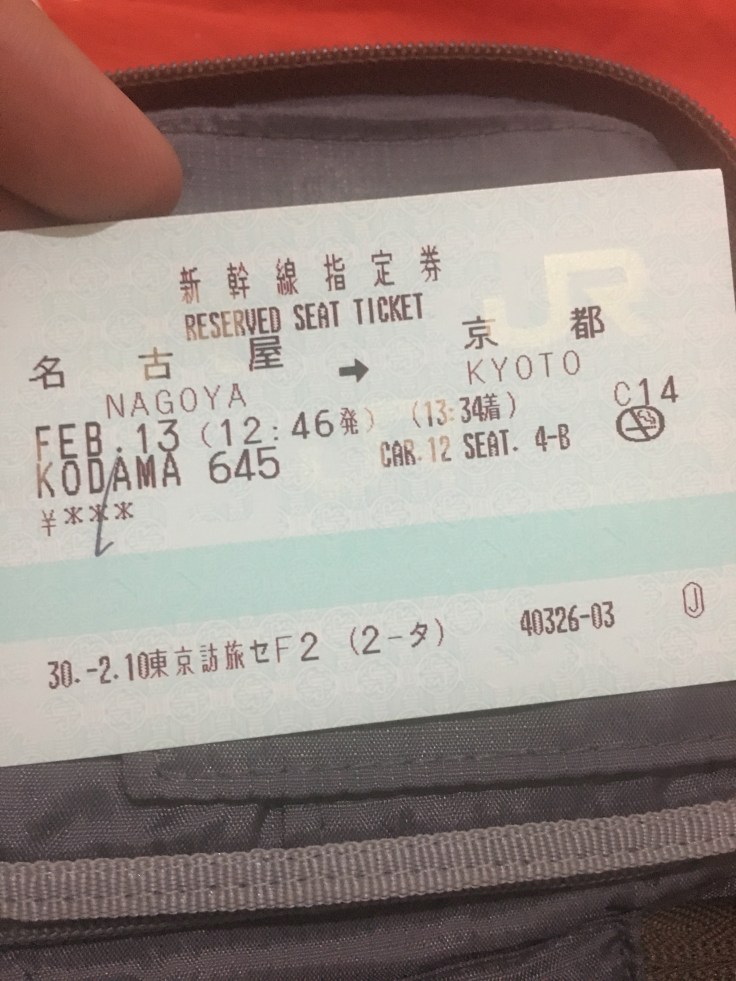 新幹線指定券
RESERVED SEAT TICKET
名古屋 ➡ 京都
NAGOYA KYOTO
FEB.13 (12:46発) (13:34着) C14
KODAMA 645 CAR.12 SEAT. 4-B
¥***
30.-2.10東京訪旅セF2 (2-タ) 40326-03 Ⓙ
JR